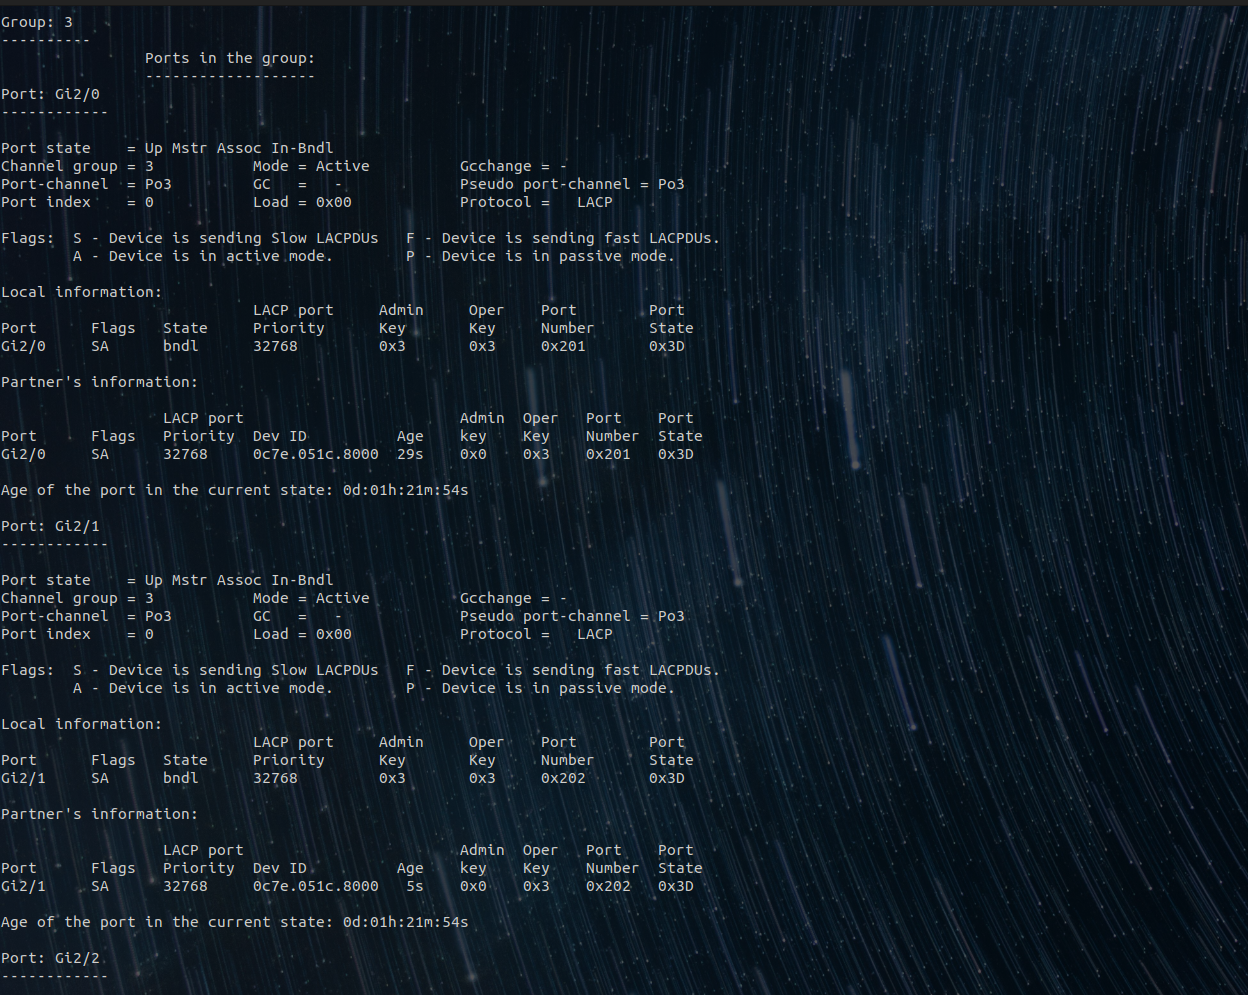 Group: 3
----------
                Ports in the group:
                -------------------
Port: Gi2/0
------------

Port state    = Up Mstr Assoc In-Bndl
Channel group = 3           Mode = Active          Gcchange = -
Port-channel  = Po3         GC   =   -             Pseudo port-channel = Po3
Port index    = 0           Load = 0x00            Protocol =   LACP

Flags:  S - Device is sending Slow LACPDUs   F - Device is sending fast LACPDUs.
        A - Device is in active mode.        P - Device is in passive mode.

Local information:
                            LACP port     Admin     Oper    Port        Port
Port      Flags   State     Priority      Key       Key     Number      State
Gi2/0     SA      bndl      32768         0x3       0x3     0x201       0x3D

Partner's information:

                  LACP port                        Admin  Oper   Port    Port
Port      Flags   Priority  Dev ID          Age    key    Key    Number  State
Gi2/0     SA      32768     0c7e.051c.8000  29s    0x0    0x3    0x201   0x3D

Age of the port in the current state: 0d:01h:21m:54s

Port: Gi2/1
------------

Port state    = Up Mstr Assoc In-Bndl
Channel group = 3           Mode = Active          Gcchange = -
Port-channel  = Po3         GC   =   -             Pseudo port-channel = Po3
Port index    = 0           Load = 0x00            Protocol =   LACP

Flags:  S - Device is sending Slow LACPDUs   F - Device is sending fast LACPDUs.
        A - Device is in active mode.        P - Device is in passive mode.

Local information:
                            LACP port     Admin     Oper    Port        Port
Port      Flags   State     Priority      Key       Key     Number      State
Gi2/1     SA      bndl      32768         0x3       0x3     0x202       0x3D

Partner's information:

                  LACP port                        Admin  Oper   Port    Port
Port      Flags   Priority  Dev ID          Age    key    Key    Number  State
Gi2/1     SA      32768     0c7e.051c.8000   5s    0x0    0x3    0x202   0x3D

Age of the port in the current state: 0d:01h:21m:54s

Port: Gi2/2
------------